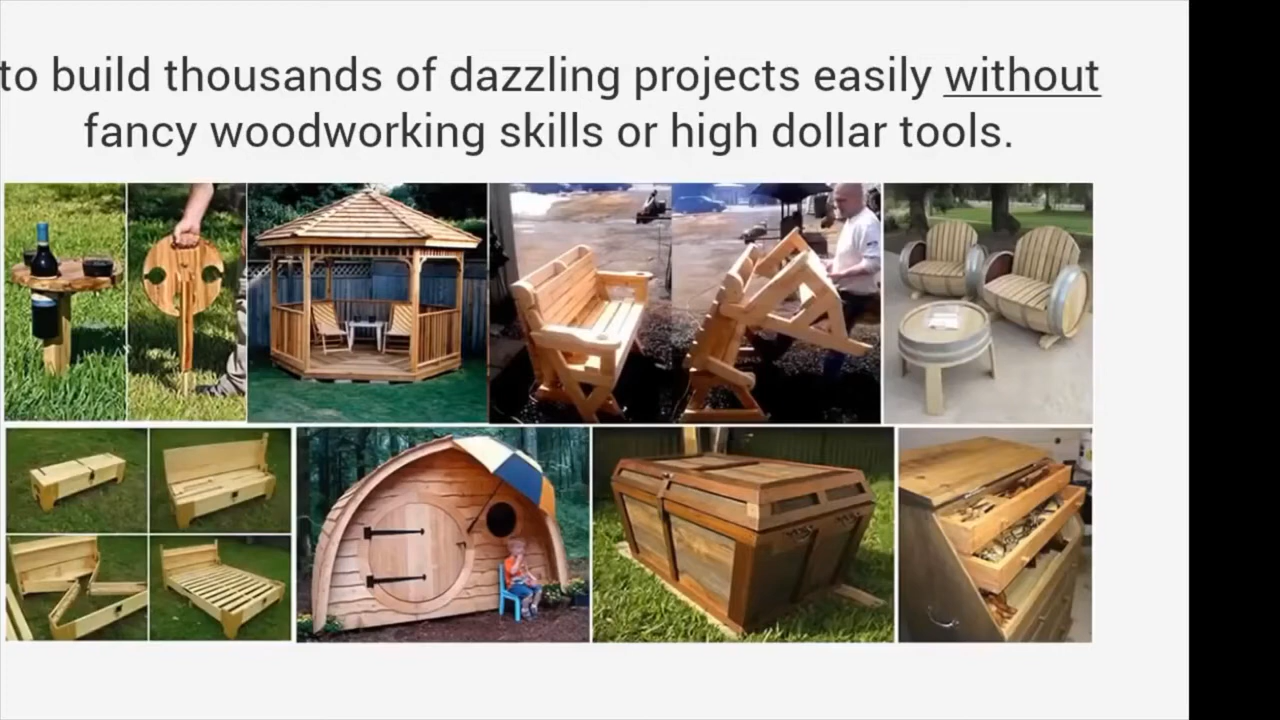 to build thousands of dazzling projects easily without
fancy woodworking skills or high dollar tools.